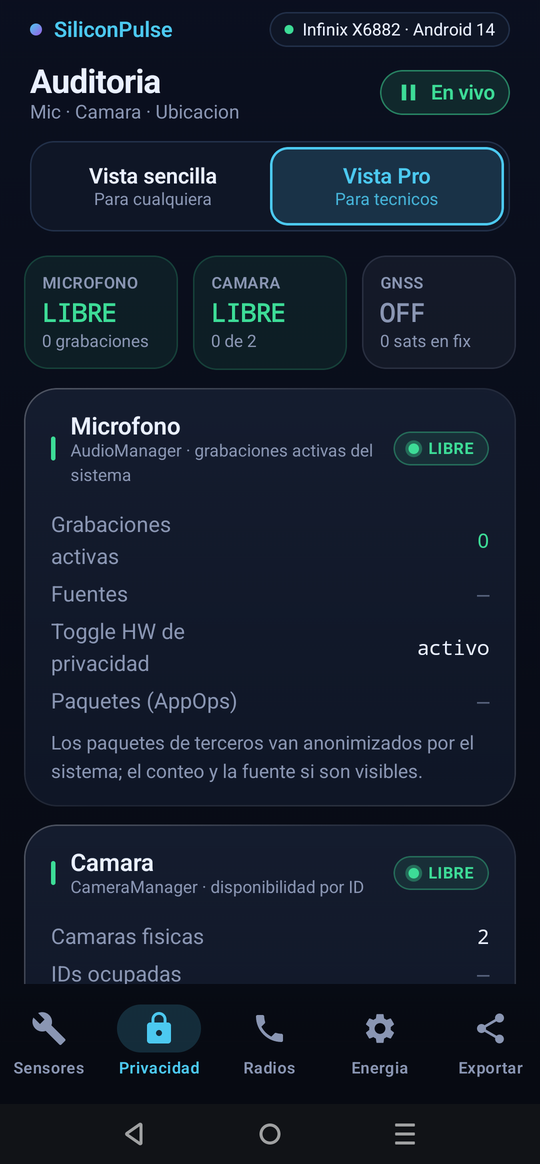 SiliconPulse
Infinix X6882 · Android 14
Auditoria
Mic · Camara · Ubicacion
En vivo
Vista sencilla
Para cualquiera
Vista Pro
Para tecnicos
MICROFONO
LIBRE
0 grabaciones
CAMARA
LIBRE
0 de 2
GNSS
OFF
0 sats en fix
Microfono
AudioManager · grabaciones activas del
sistema
LIBRE
Grabaciones
activas
0
Fuentes
—
Toggle HW de
privacidad
activo
Paquetes (AppOps)
—
Los paquetes de terceros van anonimizados por el
sistema; el conteo y la fuente si son visibles.
Camara
CameraManager · disponibilidad por ID
LIBRE
Camaras fisicas
2
IDs ocupadas
—
Sensores
Privacidad
Radios
Energia
Exportar